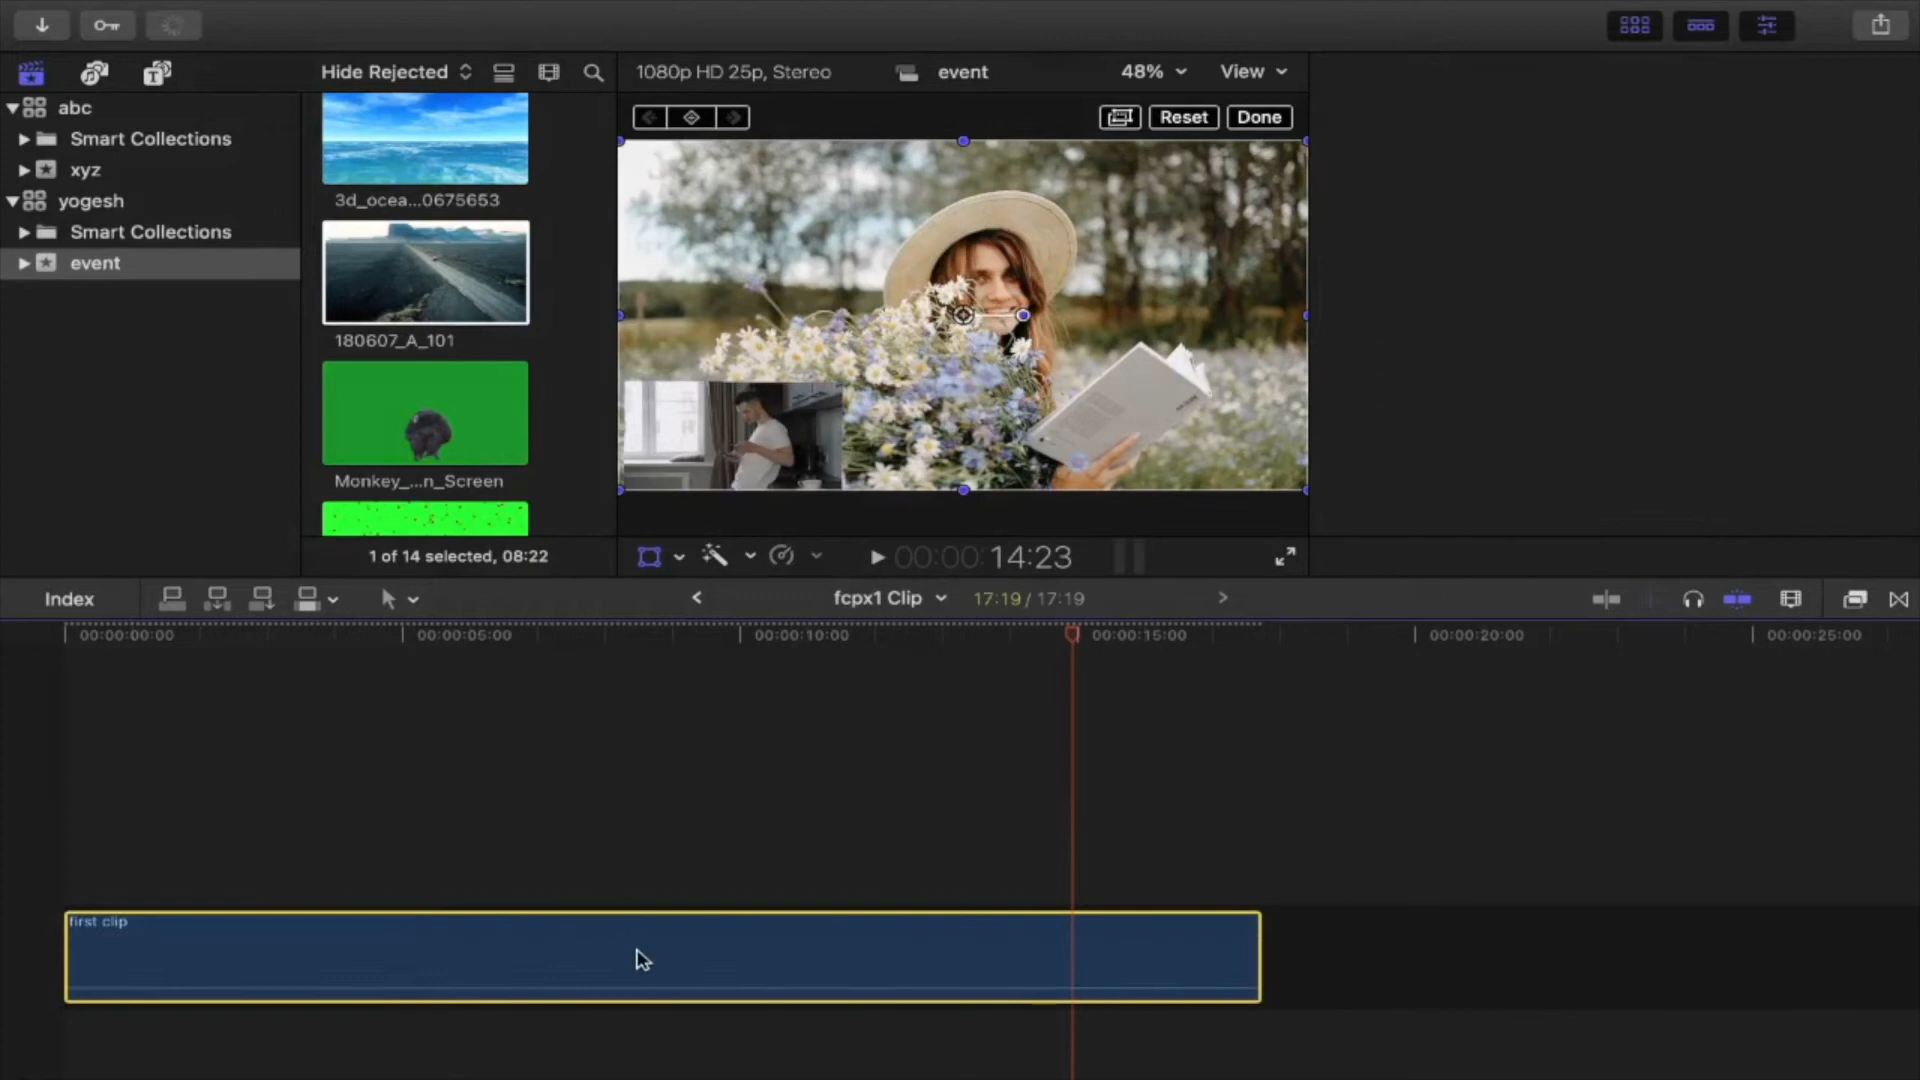 Hide Rejected
1080p HD 25p, Stereo
event
48%
View
abc
Smart Collections
xyz
yogesh
Smart Collections
event
3d_ocea...0675653
180607_A_101
Monkey_...n_Screen
1 of 14 selected, 08:22
Reset
Done
00:00:14:23
Index
fcpx1 Clip
17:19 / 17:19
00:00:00:00
00:00:05:00
00:00:10:00
00:00:15:00
00:00:20:00
00:00:25:00
first clip